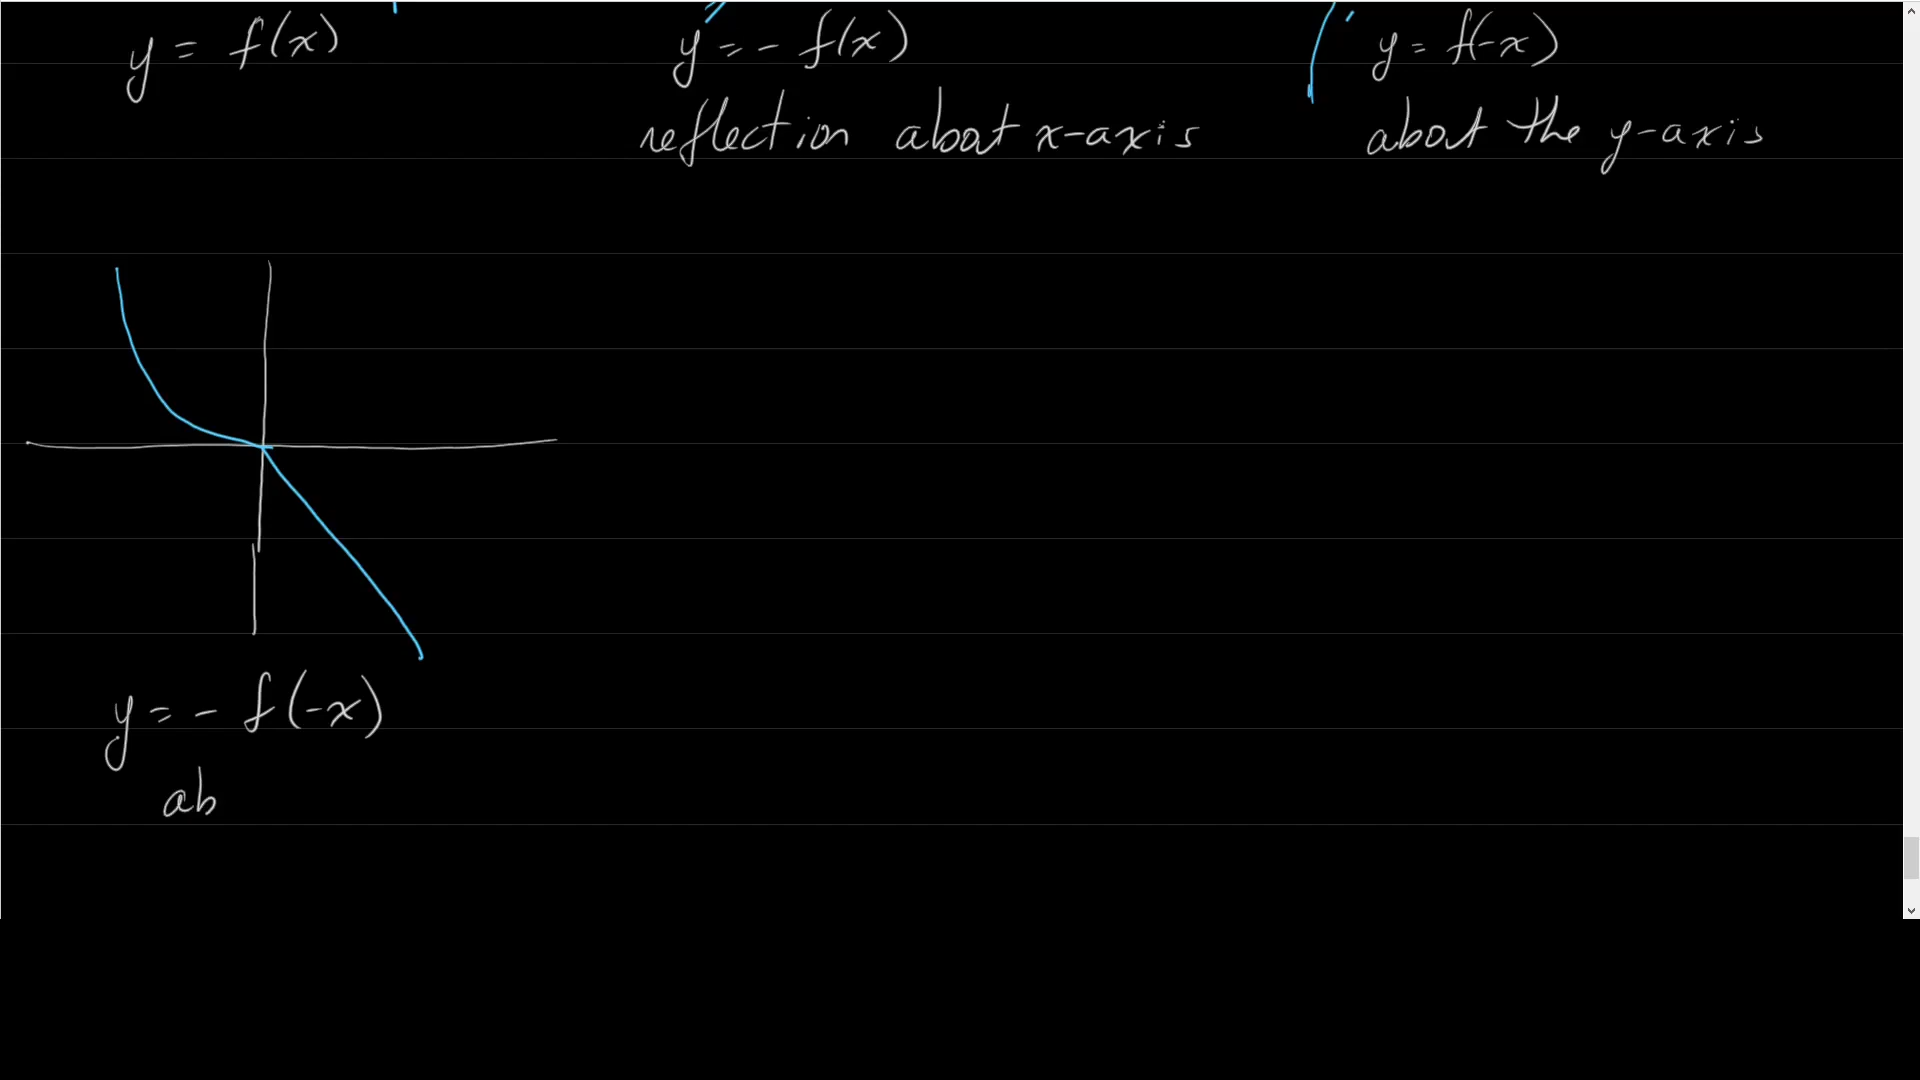 y = f(x) y = - f(x) y = f(-x)
reflection about x-axis about the y-axis
y = - f(-x)
ab